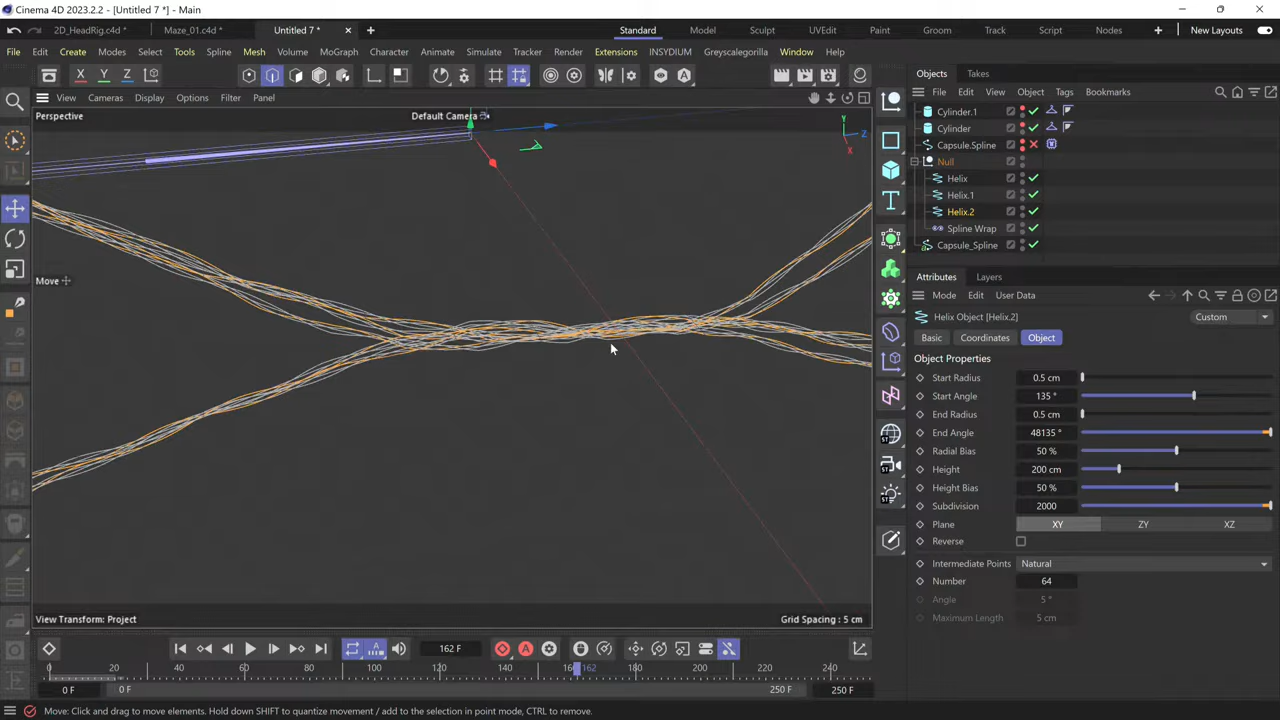 Cinema 4D 2023.2.2 - [Untitled 7 *] - Main
2D_HeadRig.c4d * Maze_01.c4d * Untitled 7 * Standard Model Sculpt UVEdit Paint Groom Track Script Nodes New Layouts
File Edit Create Modes Select Tools Spline Mesh Volume MoGraph Character Animate Simulate Tracker Render Extensions INSYDIUM Greyscalegorilla Window Help
X Y Z
Objects Takes
View Cameras Display Options Filter Panel
File Edit View Object Tags Bookmarks
Perspective Default Camera
Cylinder.1
Cylinder
Capsule.Spline
Null
Helix
Helix.1
Helix.2
Spline Wrap
Capsule_Spline
Y
Z
X
Move
Attributes Layers
Mode Edit User Data
Helix Object [Helix.2] Custom
Basic Coordinates Object
Object Properties
Start Radius 0.5 cm
Start Angle 135 °
End Radius 0.5 cm
End Angle 48135 °
Radial Bias 50 %
Height 200 cm
Height Bias 50 %
Subdivision 2000
Plane XY ZY XZ
Reverse
Intermediate Points Natural
Number 64
Angle 5 °
Maximum Length 5 cm
ST
ST
ST
View Transform: Project Grid Spacing : 5 cm
162 F
0 20 40 60 80 100 120 140 162 180 200 220 240
0 F 0 F 250 F 250 F
Move: Click and drag to move elements. Hold down SHIFT to quantize movement / add to the selection in point mode, CTRL to remove.